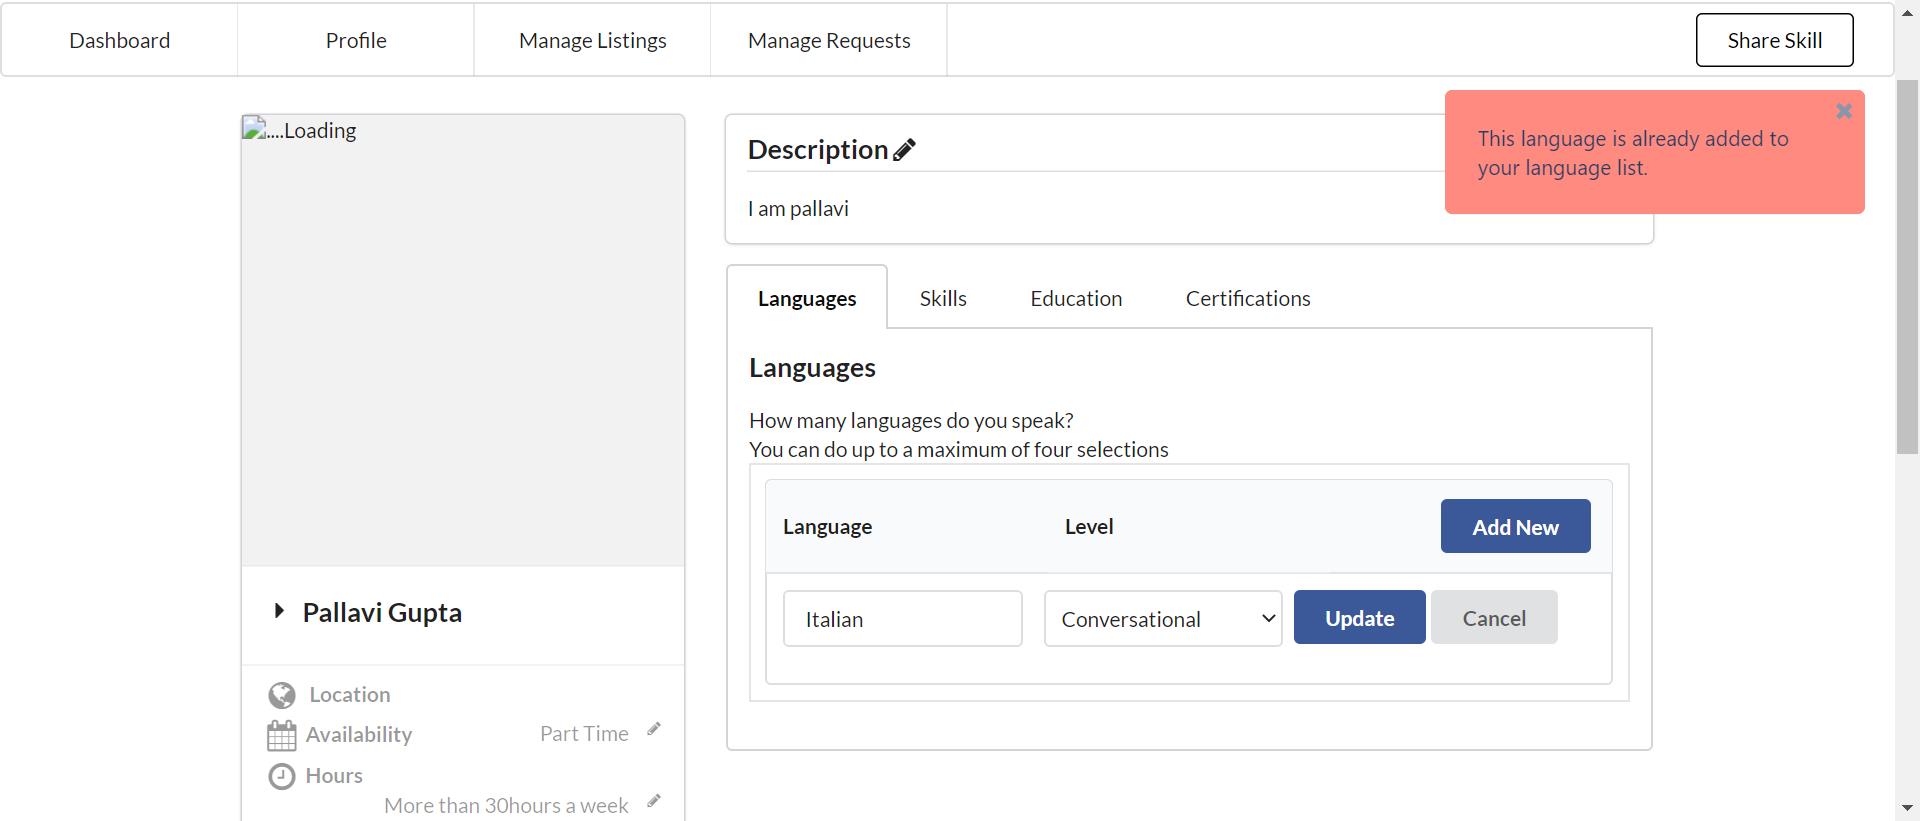 Dashboard
Profile
Manage Listings
Manage Requests
Share Skill
This language is already added to
your language list.
....Loading
Description
I am pallavi
Languages
Skills
Education
Certifications
Languages
How many languages do you speak?
You can do up to a maximum of four selections
Language
Level
Add New
Italian
Conversational
Update
Cancel
Pallavi Gupta
Location
Availability
Part Time
Hours
More than 30hours a week